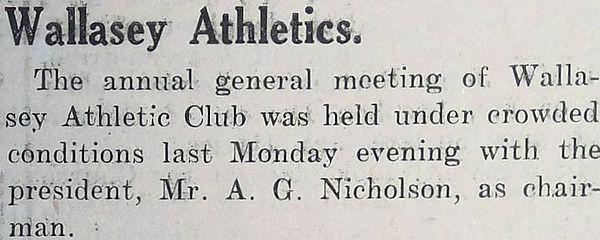 Wallasey Athletics.
The annual general meeting of Walla-
sey Athletic Club was held under crowded
conditions last Monday evening with the
president, Mr. A. G. Nicholson, as chair-
man.